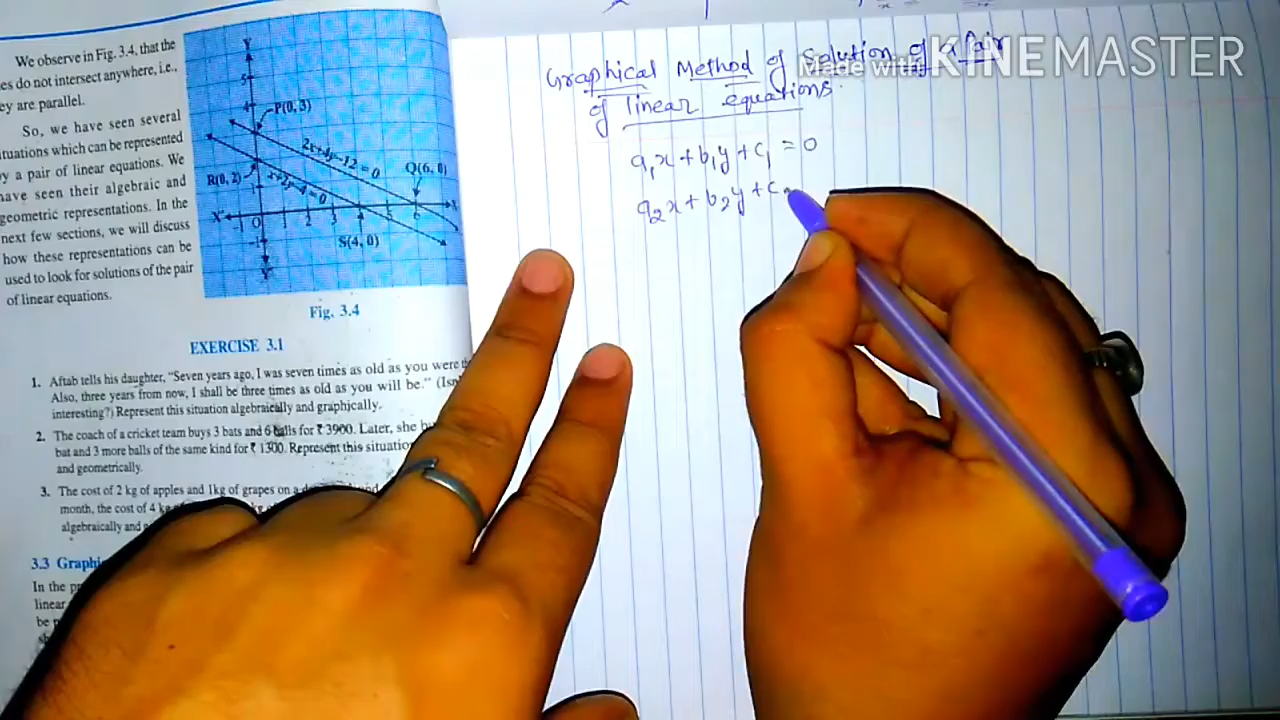 We observe in Fig. 3.4, that the
es do not intersect anywhere, i.e.,
ey are parallel.
So, we have seen several
ituations which can be represented
by a pair of linear equations. We
have seen their algebraic and
geometric representations. In the
next few sections, we will discuss
how these representations can be
used to look for solutions of the pair
of linear equations.
Y
5
4
P(0, 3)
2x+4y–12=0
Q(6, 0)
R(0, 2)
x+2y–4=0
X'
–1 O 1 2 3
X
–1
S(4, 0)
Y'
Fig. 3.4
EXERCISE 3.1
1. Aftab tells his daughter, “Seven years ago, I was seven times as old as you were
Also, three years from now, I shall be three times as old as you will be.” (Isn'
interesting?) Represent this situation algebraically and graphically.
2. The coach of a cricket team buys 3 bats and 6 balls for ₹ 3900. Later, she
bat and 3 more balls of the same kind for ₹ 1300. Represent this situation
and geometrically.
3. The cost of 2 kg of apples and 1kg of grapes on a
month, the cost of 4
algebraically and
3.3 Graphi
In the
linear
be
Graphical Method of Solution of a Pair
of linear equations.
a₁x + b₁y + c₁ = 0
a₂x + b₂y + c
Made with KINEMASTER